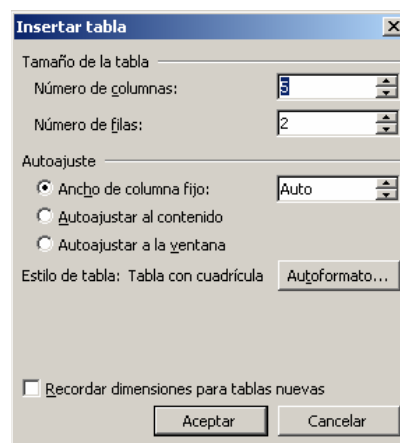 Insertar tabla
Tamaño de la tabla
Número de columnas: 5
Número de filas: 2
Autoajuste
Ancho de columna fijo: Auto
Autoajustar al contenido
Autoajustar a la ventana
Estilo de tabla: Tabla con cuadrícula Autoformato...
Recordar dimensiones para tablas nuevas
Aceptar Cancelar